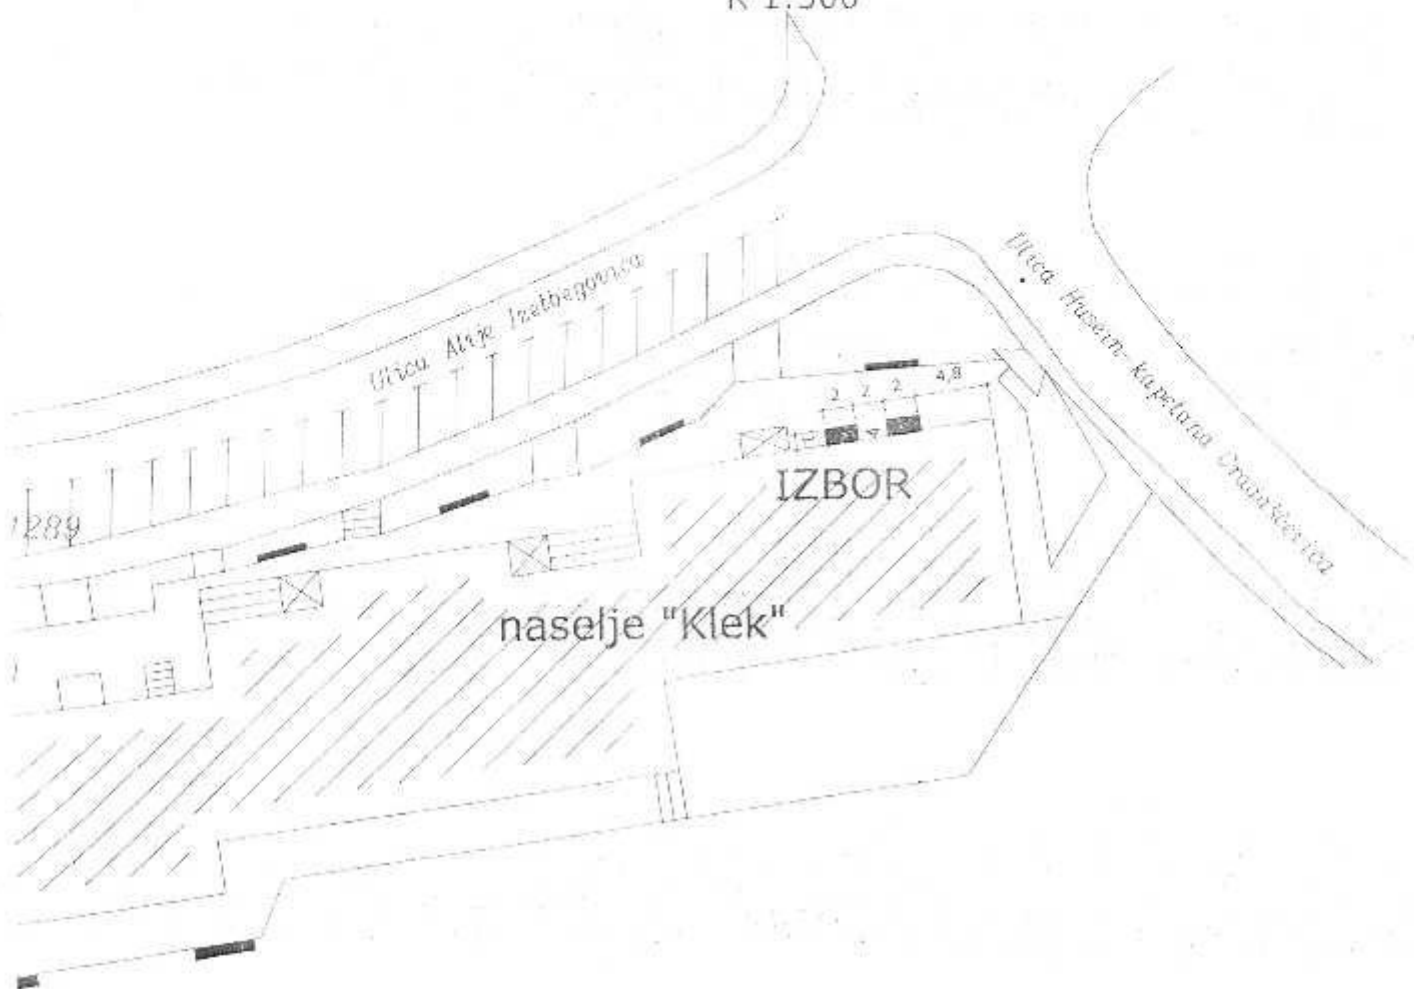 R 1:500
Ulica Alije Izetbegovića
Ulica Husein-kapetana Gradaščevića
2
2
2
4,8
IZBOR
1289
naselje "Klek"